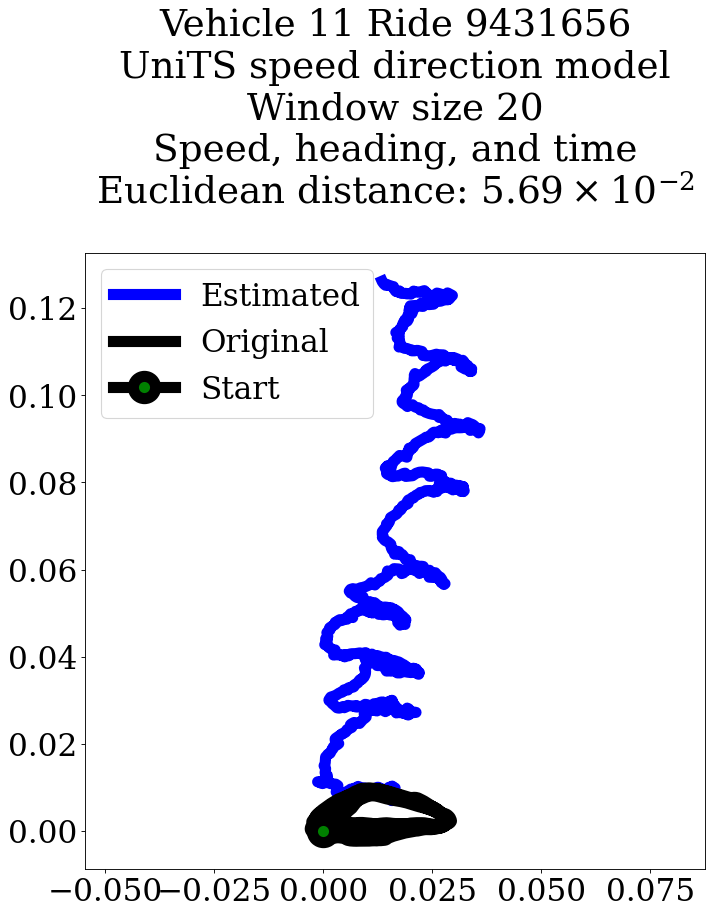 Vehicle 11 Ride 9431656
UniTS speed direction model
Window size 20
Speed, heading, and time
Euclidean distance: 5.69 × 10⁻²
Estimated
Original
Start
0.12
0.10
0.08
0.06
0.04
0.02
0.00
−0.050 −0.025 0.000 0.025 0.050 0.075